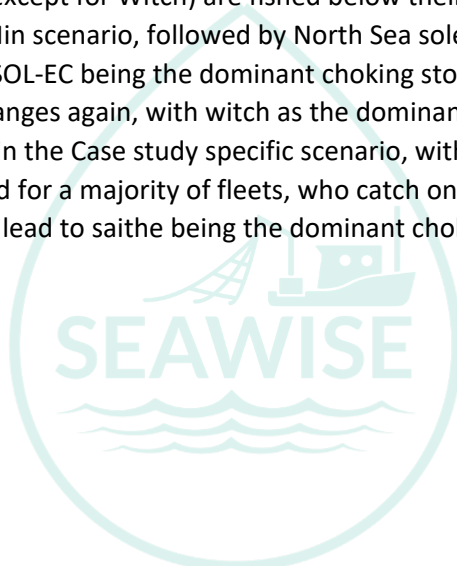 except for Witch) are fished below their
in scenario, followed by North Sea sole
SOL-EC being the dominant choking sto
anges again, with witch as the dominan
n the Case study specific scenario, with
d for a majority of fleets, who catch on
lead to saithe being the dominant cho
SEAWISE